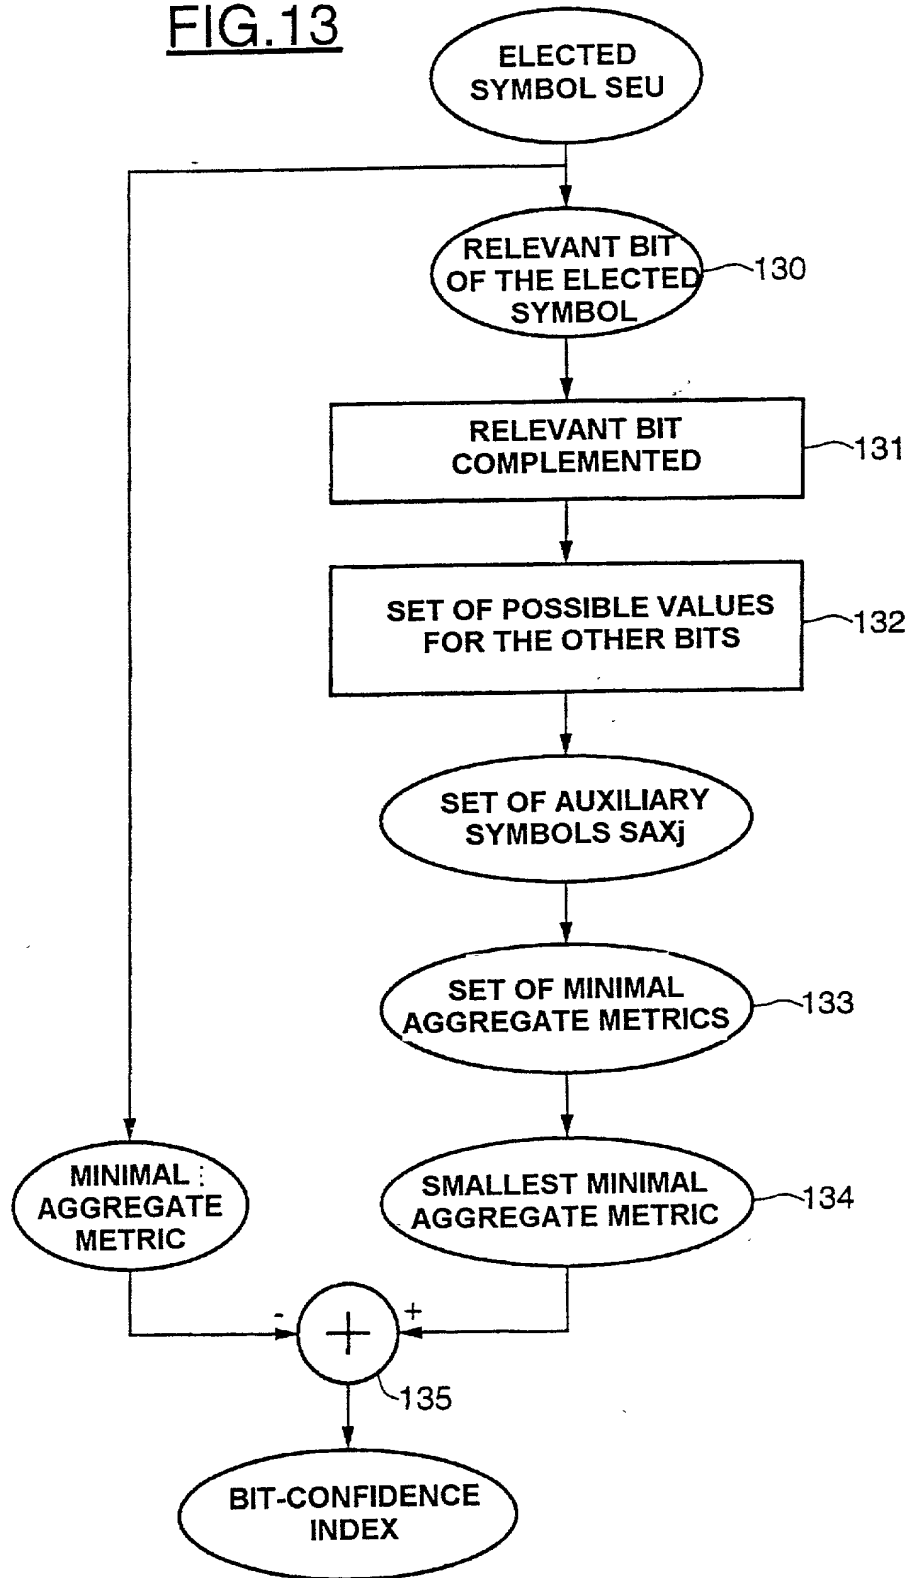 FIG.13
ELECTED
SYMBOL SEU
RELEVANT BIT
OF THE ELECTED
SYMBOL
130
RELEVANT BIT
COMPLEMENTED
131
SET OF POSSIBLE VALUES
FOR THE OTHER BITS
132
SET OF AUXILIARY
SYMBOLS SAXj
SET OF MINIMAL
AGGREGATE METRICS
133
MINIMAL
AGGREGATE
METRIC
SMALLEST MINIMAL
AGGREGATE METRIC
134
- +
+
135
BIT-CONFIDENCE
INDEX